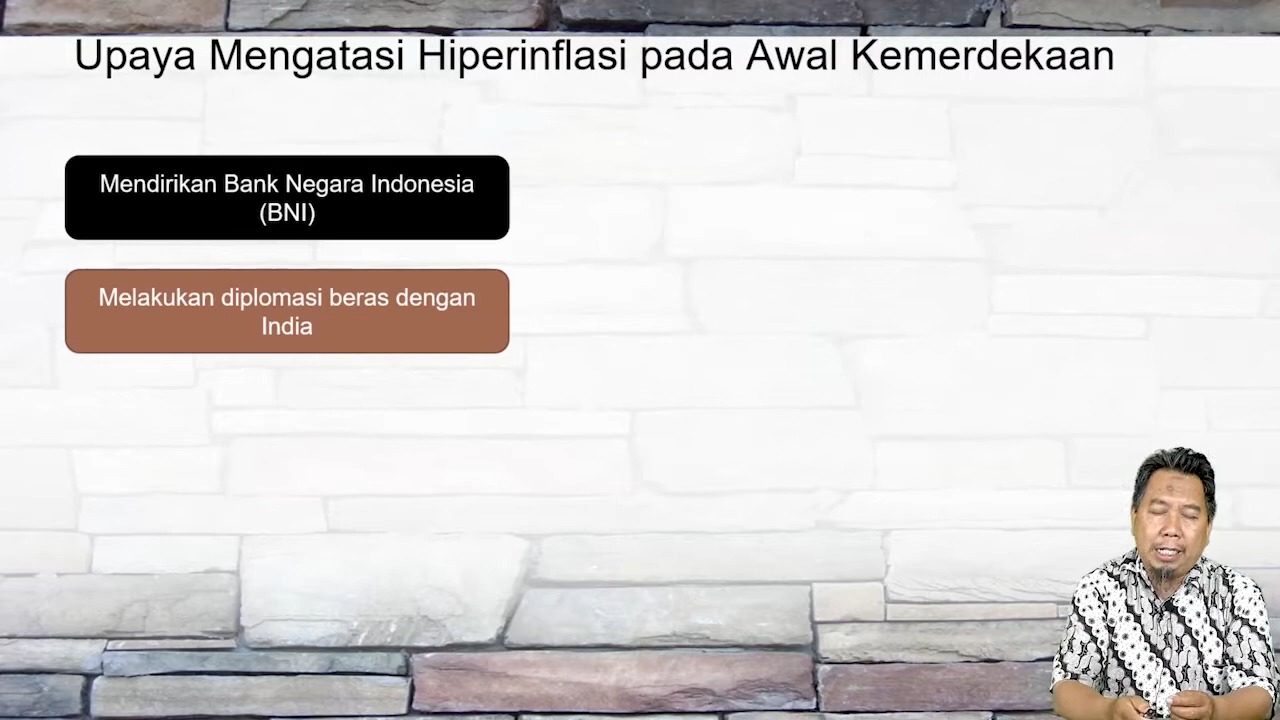 Upaya Mengatasi Hiperinflasi pada Awal Kemerdekaan
Mendirikan Bank Negara Indonesia
(BNI)
Melakukan diplomasi beras dengan
India